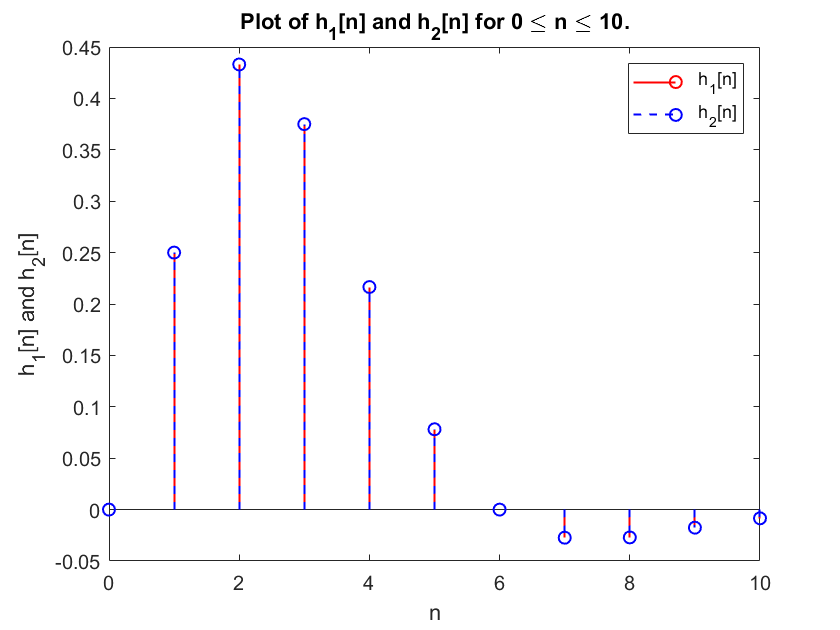 Plot of h₁[n] and h₂[n] for 0 ≤ n ≤ 10.
h₁[n]
h₂[n]
h₁[n] and h₂[n]
0.45
0.4
0.35
0.3
0.25
0.2
0.15
0.1
0.05
0
-0.05
0 2 4 6 8 10
n